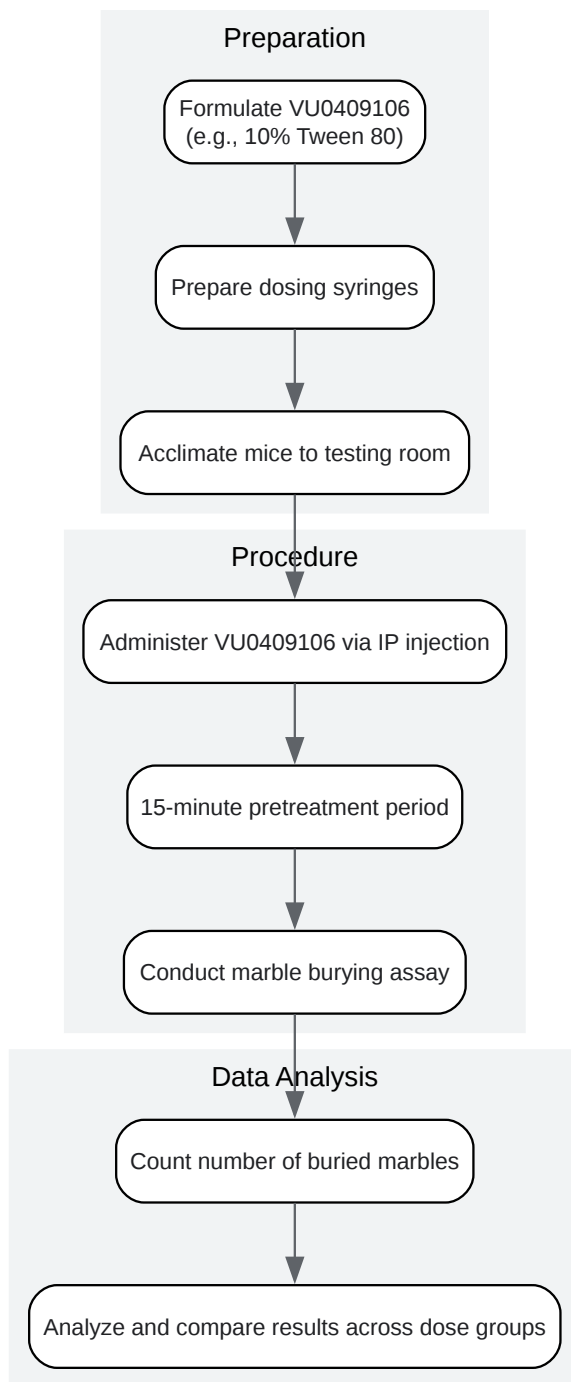 Preparation
Formulate VU0409106
(e.g., 10% Tween 80)
Prepare dosing syringes
Acclimate mice to testing room
Procedure
Administer VU0409106 via IP injection
15-minute pretreatment period
Conduct marble burying assay
Data Analysis
Count number of buried marbles
Analyze and compare results across dose groups